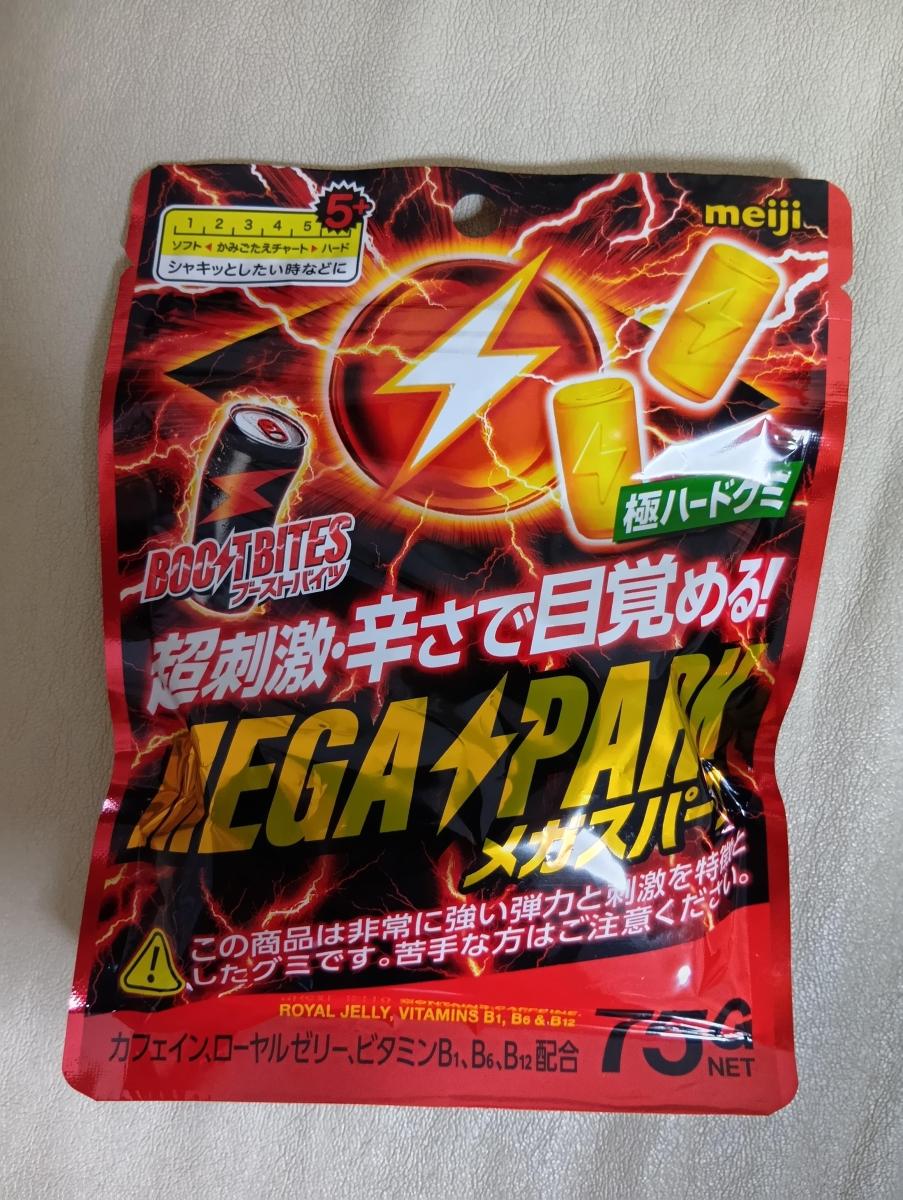 5+
meiji
1 2 3 4 5
ソフト◀かみごたえチャート▶ハード
シャキッとしたい時などに
極ハードグミ
BOOSTBITES
ブーストバイツ
超刺激・辛さで目覚める!
MEGA SPARK
メガスパーク
この商品は非常に強い弾力と刺激を特徴と
したグミです。苦手な方はご注意ください。
CONTAINS CAFFEINE,
ROYAL JELLY, VITAMINS B1, B6 & B12
カフェイン、ローヤルゼリー、ビタミンB1、B6、B12配合
75G
NET